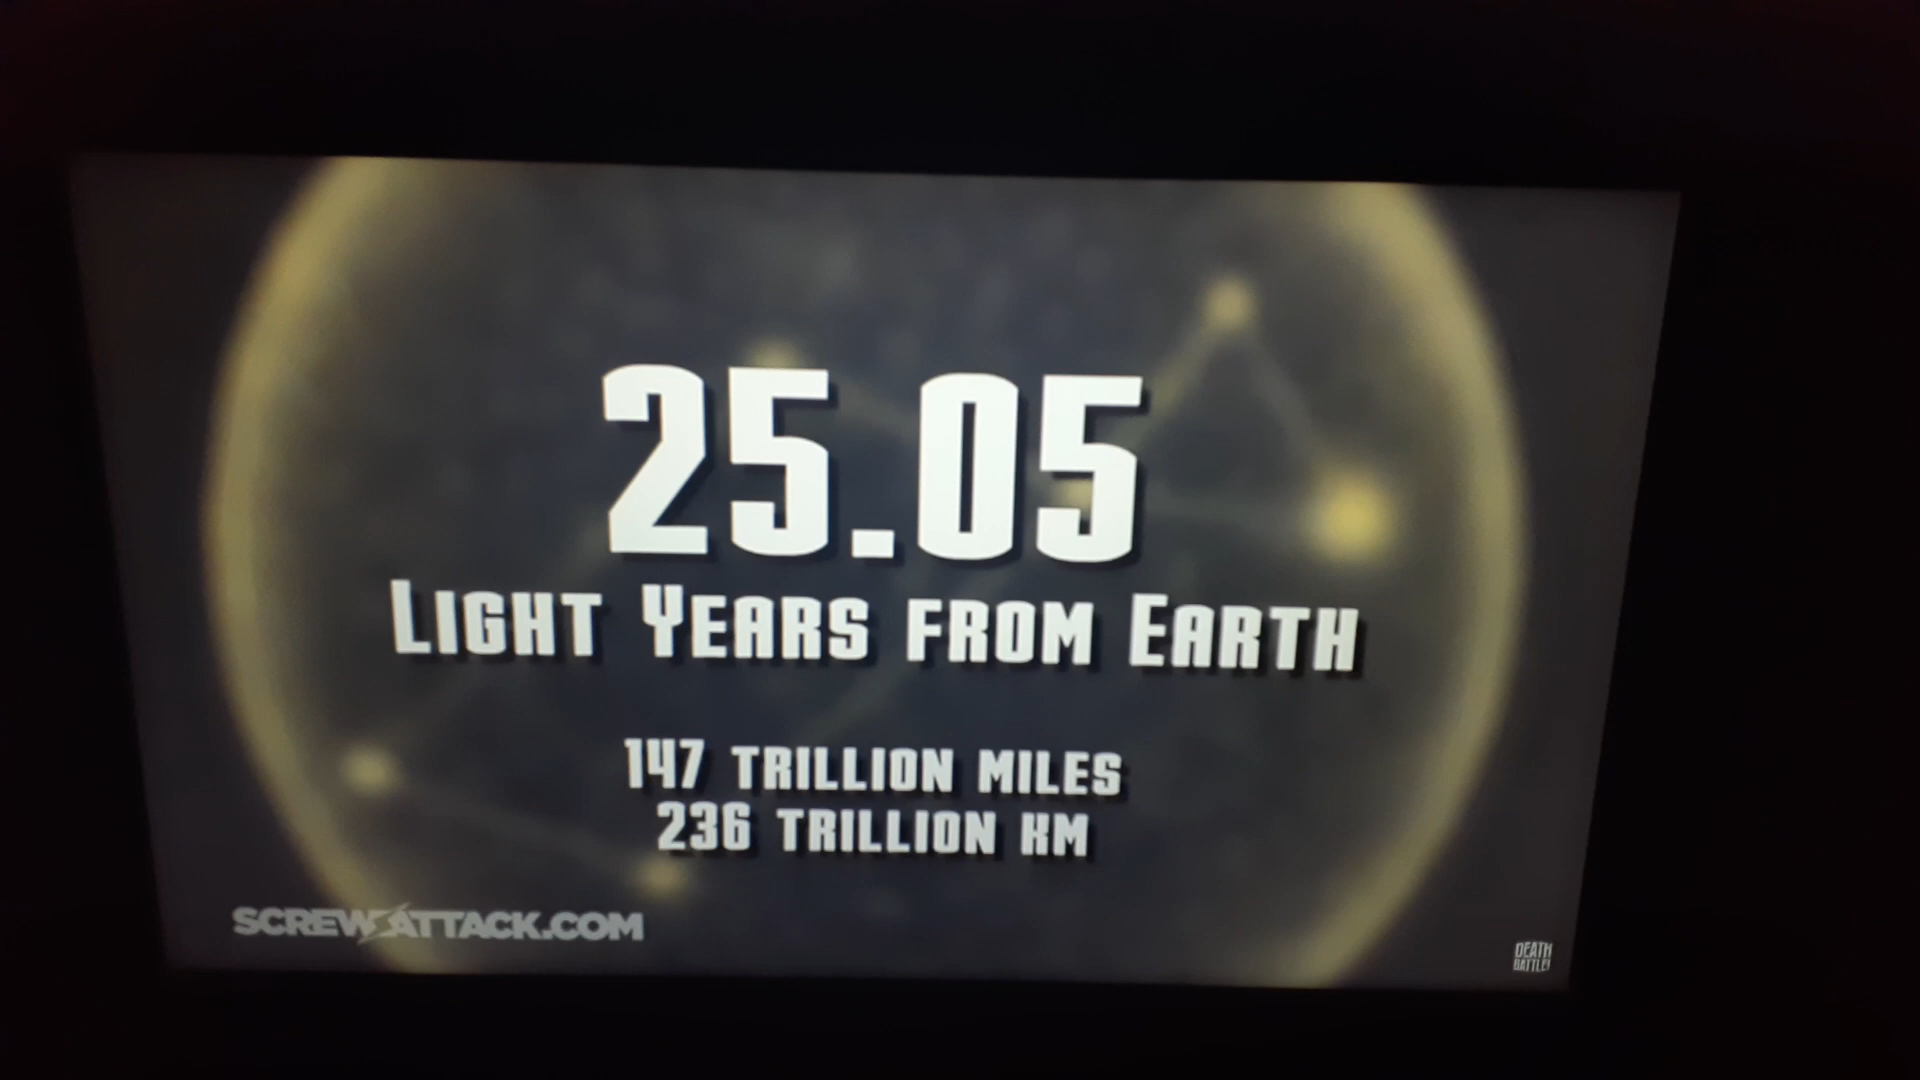 25.05
LIGHT YEARS FROM EARTH
147 TRILLION MILES
236 TRILLION KM
SCREWATTACK.COM
DEATH
BATTLE!